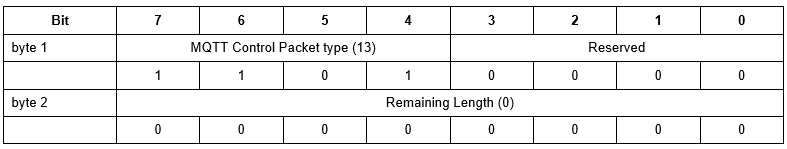 Bit 7 6 5 4 3 2 1 0
byte 1 MQTT Control Packet type (13) Reserved
1 1 0 1 0 0 0 0
byte 2 Remaining Length (0)
0 0 0 0 0 0 0 0